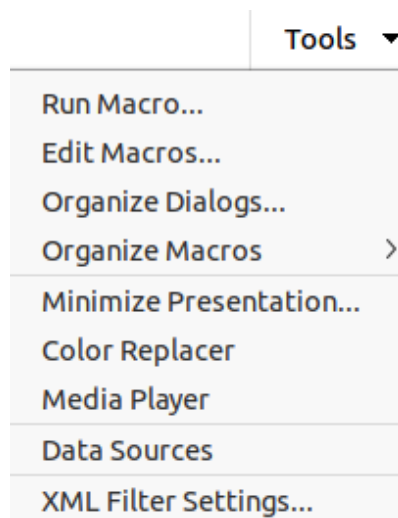 Tools
Run Macro...
Edit Macros...
Organize Dialogs...
Organize Macros
Minimize Presentation...
Color Replacer
Media Player
Data Sources
XML Filter Settings...